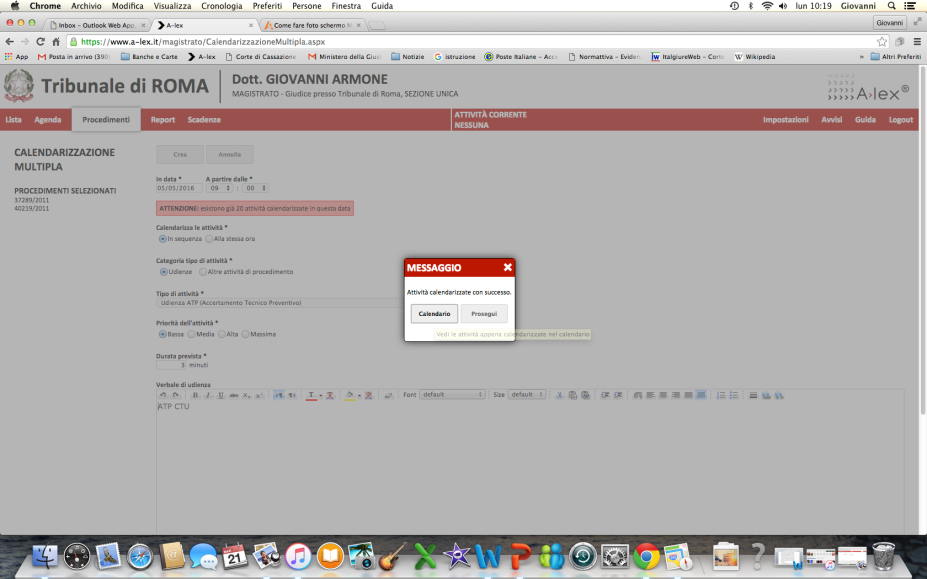 Chrome Archivio Modifica Visualizza Cronologia Preferiti Persone Finestra Guida lun 10:19 Giovanni
Inbox - Outlook Web App, × A-lex × Come fare foto schermo M × Giovanni
https://www.a-lex.it/magistrato/CalendarizzazioneMultipla.aspx
App Posta in arrivo (390) Banche e Carte A-lex Corte di Cassazione Ministero della Giust Notizie Istruzione Poste Italiane - Acce Normattiva - Eviden ItalgiureWeb - Corte Wikipedia » Altri Preferiti
Tribunale di ROMA
Dott. GIOVANNI ARMONE
MAGISTRATO - Giudice presso Tribunale di Roma, SEZIONE UNICA
A›lex®
Lista Agenda Procedimenti Report Scadenze ATTIVITÀ CORRENTE
NESSUNA
Impostazioni Avvisi Guida Logout
CALENDARIZZAZIONE
MULTIPLA
PROCEDIMENTI SELEZIONATI
37289/2011
40219/2011
Crea Annulla
In data * A partire dalle *
05/05/2016 09 : 00
ATTENZIONE: esistono già 20 attività calendarizzate in questa data
Calendarizza le attività *
In sequenza Alla stessa ora
Categoria tipo di attività *
Udienze Altre attività di procedimento
Tipo di attività *
Udienza ATP (Accertamento Tecnico Preventivo)
Priorità dell'attività *
Bassa Media Alta Massima
Durata prevista *
3 minuti
Verbale di udienza
Font default Size default
ATP CTU
MESSAGGIO
Attività calendarizzate con successo.
Calendario Prosegui
Vedi le attività appena calendarizzate nel calendario
21